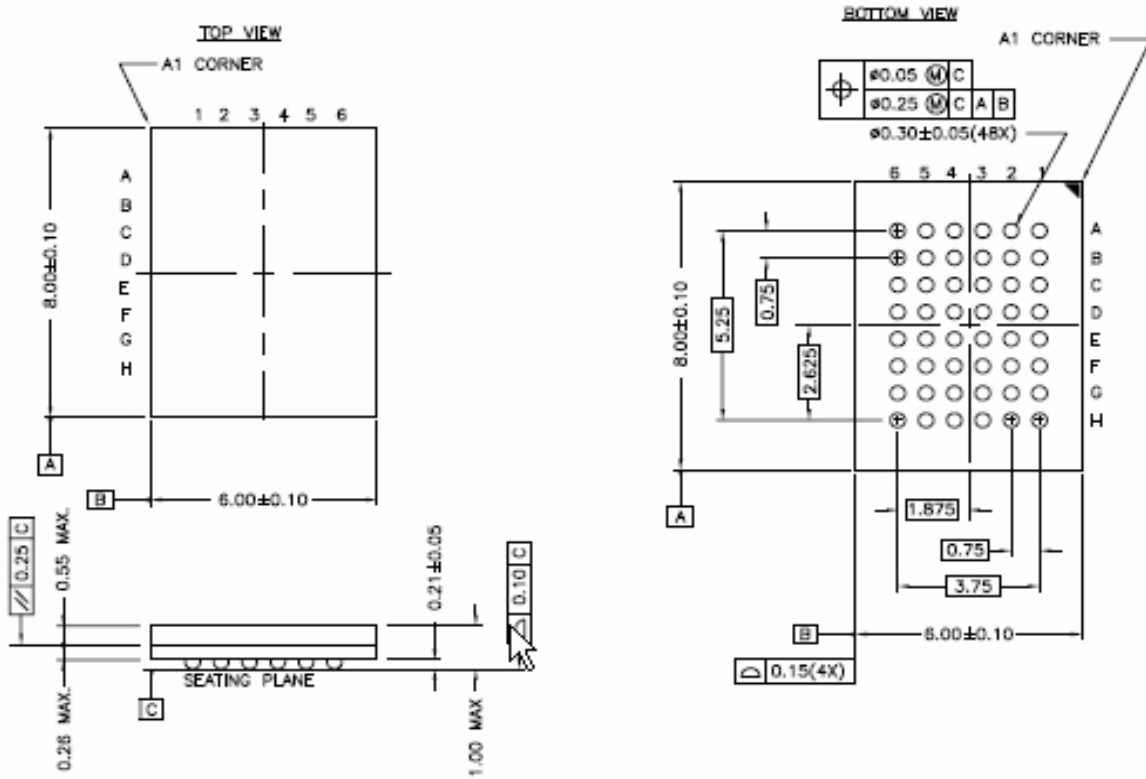 TOP VIEW
A1 CORNER
1 2 3 4 5 6
A
B
C
D
E
F
G
H
8.00±0.10
A
B
6.00±0.10
// 0.25 C
0.55 MAX.
0.21±0.05
0.10 C
SEATING PLANE
C
0.26 MAX.
1.00 MAX
BOTTOM VIEW
A1 CORNER
⌀0.05 Ⓜ C
⌀0.25 Ⓜ C A B
⌀0.30±0.05(48X)
6 5 4 3 2 1
A
B
C
D
E
F
G
H
8.00±0.10
5.25
0.75
2.625
A
1.875
0.75
3.75
B
6.00±0.10
0.15(4X)